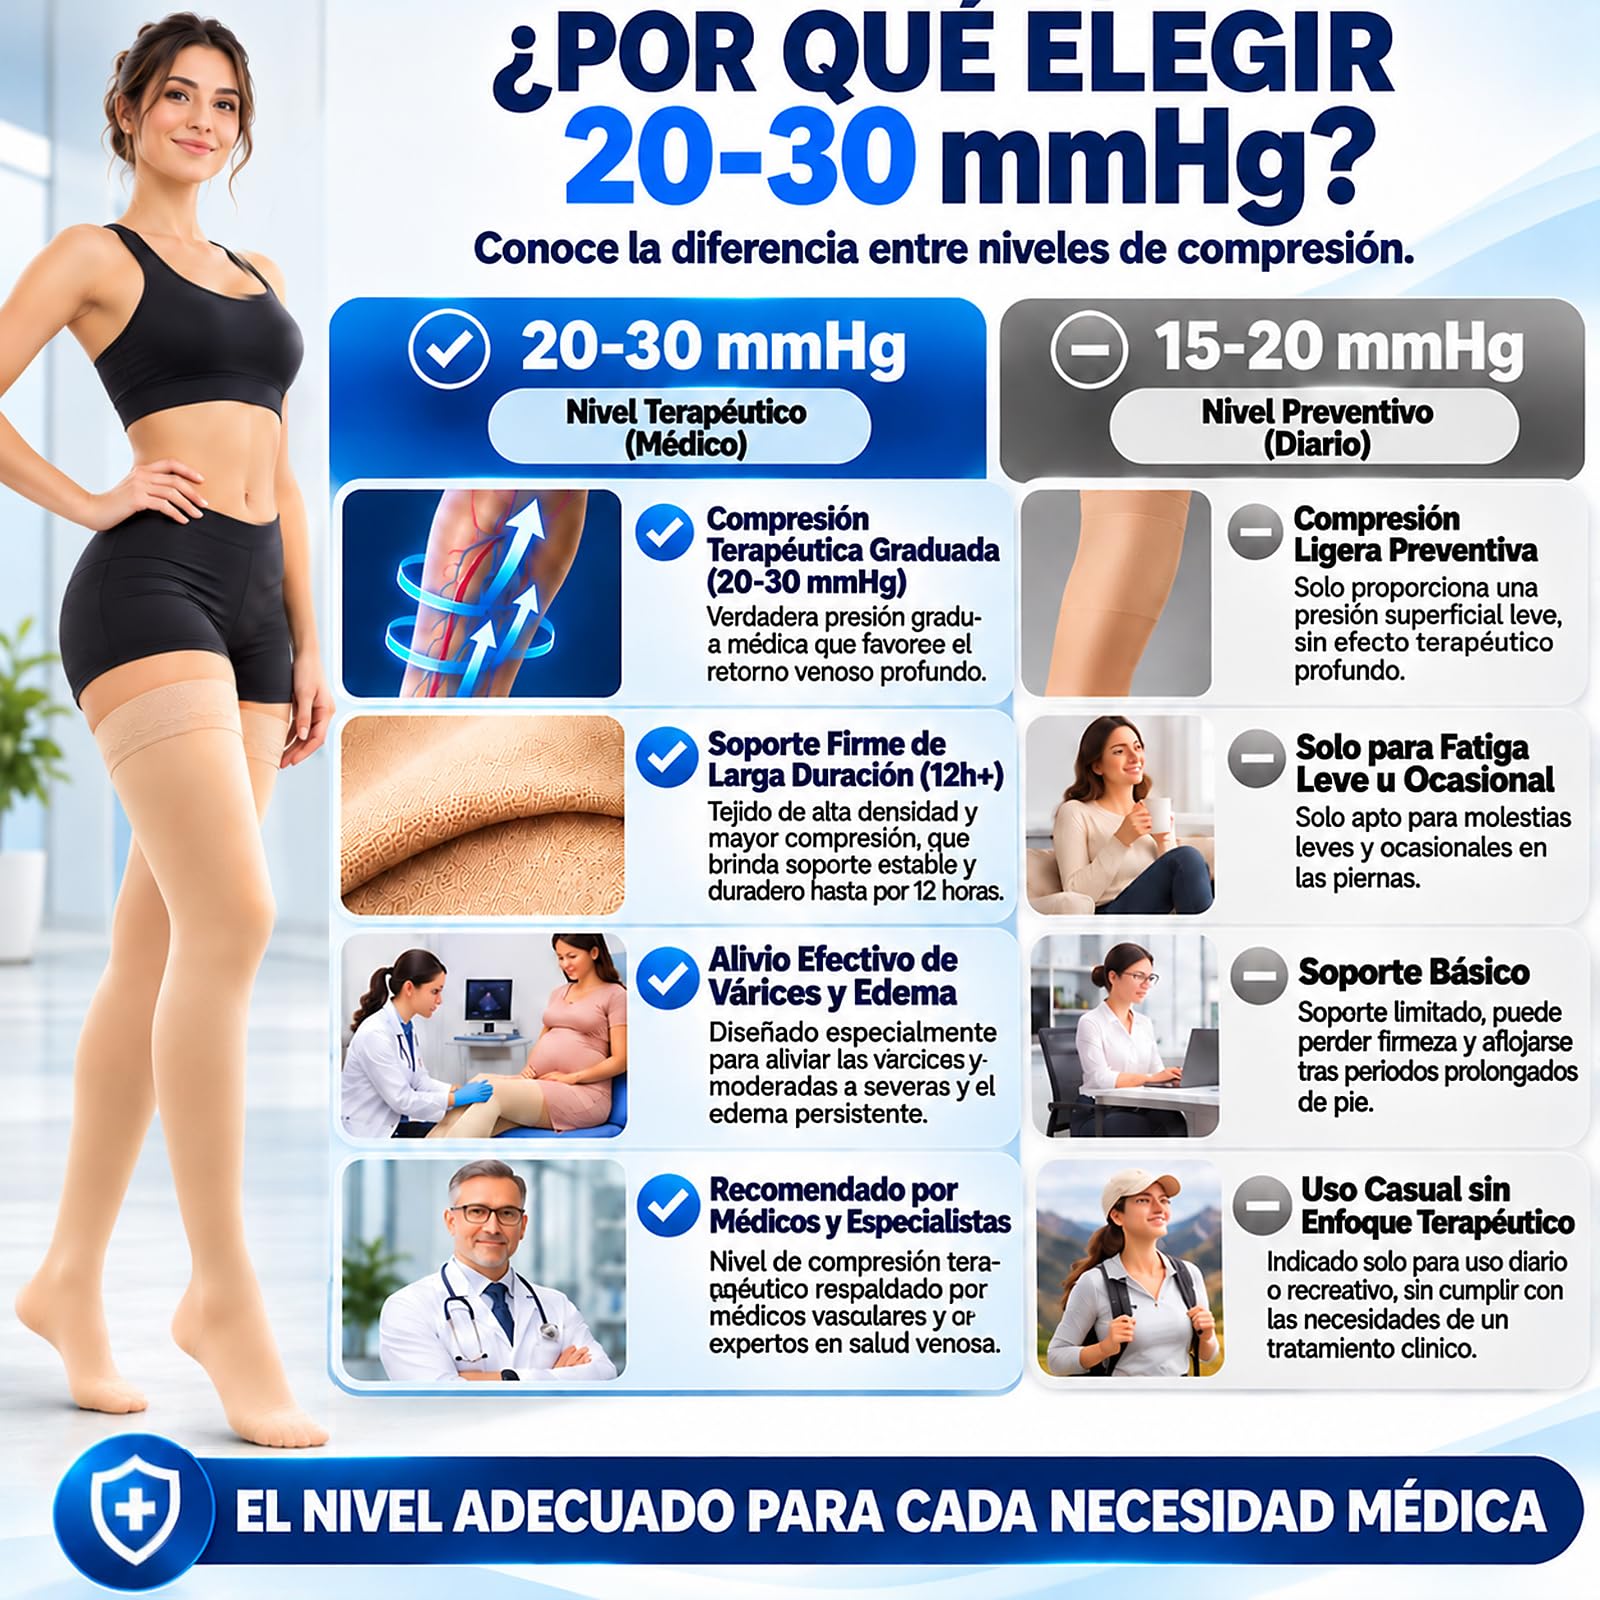 ¿POR QUÉ ELEGIR
20-30 mmHg?
Conoce la diferencia entre niveles de compresión.
20-30 mmHg
Nivel Terapéutico
(Médico)
Compresión
Terapéutica Graduada
(20-30 mmHg)
Verdadera presión gradu-
a médica que favoree el
retorno venoso profundo.
Soporte Firme de
Larga Duración (12h+)
Tejido de alta densidad y
mayor compresión, que
brinda soporte estable y
duradero hasta por 12 horas.
Alivio Efectivo de
Várices y Edema
Diseñado especialmente
para aliviar las vàrcices y-
moderadas a severas y el
edema persistente.
Recomendado por
Médicos y Especialistas
Nivel de compresión tera-
péutico respaldado por
médicos vasculares y or
expertos en salud venosa.
15-20 mmHg
Nivel Preventivo
(Diario)
Compresión
Ligera Preventiva
Solo proporciona una
presión superficial leve,
sin efecto terapéutico
profundo.
Solo para Fatiga
Leve u Ocasional
Solo apto para molestias
leves y ocasionales en
las piernas.
Soporte Básico
Soporte limitado, puede
perder firmeza y aflojarse
tras periodos prolongados
de pie.
Uso Casual sin
Enfoque Terapéutico
Indicado solo para uso diario
o recreativo, sin cumplir con
las necesidades de un
tratamiento clinico.
EL NIVEL ADECUADO PARA CADA NECESIDAD MÉDICA